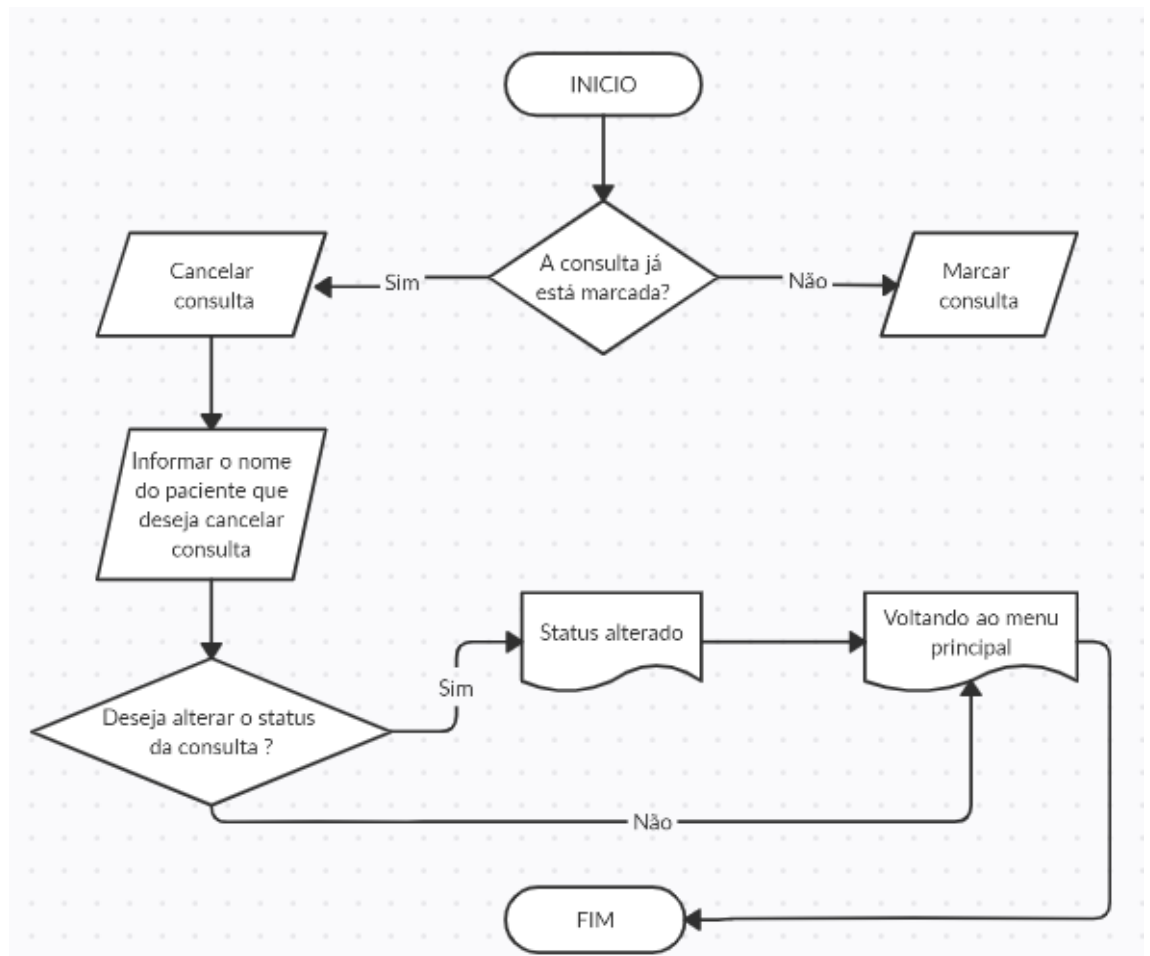 INICIO
A consulta já
está marcada?
Sim
Não
Cancelar
consulta
Marcar
consulta
Informar o nome
do paciente que
deseja cancelar
consulta
Deseja alterar o status
da consulta ?
Sim
Status alterado
Voltando ao menu
principal
Não
FIM